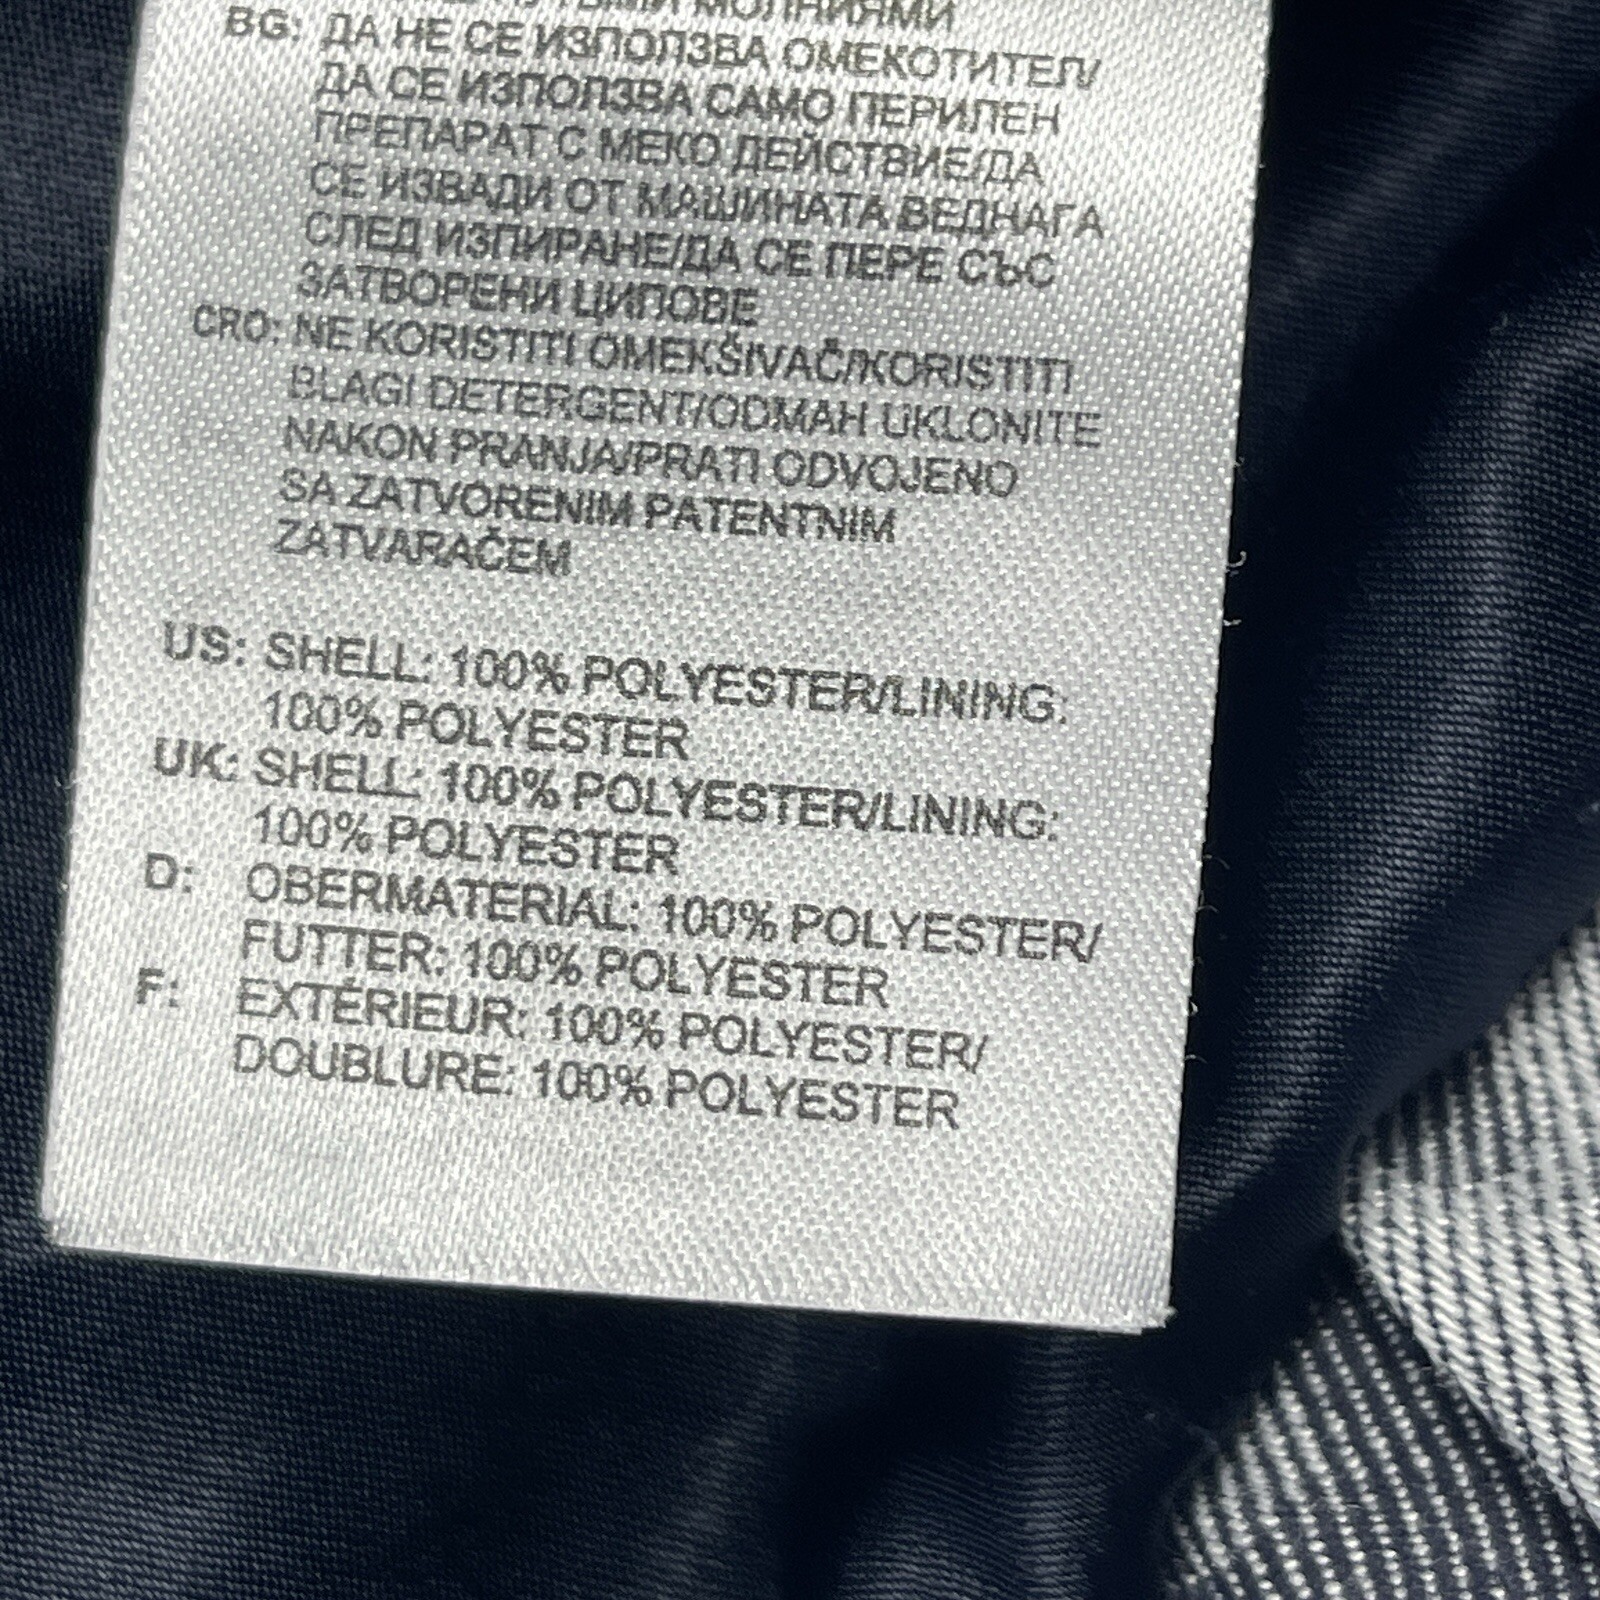 МОЛНИЯМИ
BG: ДА НЕ СЕ ИЗПОЛЗВА ОМЕКОТИТЕЛ/
ДА СЕ ИЗПОЛЗВА САМО ПЕРИЛЕН
ПРЕПАРАТ С МЕКО ДЕЙСТВИЕ/ДА
СЕ ИЗВАДИ ОТ МАШИНАТА ВЕДНАГА
СЛЕД ИЗПИРАНЕ/ДА СЕ ПЕРЕ СЪС
ЗАТВОРЕНИ ЦИПОВЕ
CRO: NE KORISTITI OMEKŠIVAČ/KORISTITI
BLAGI DETERGENT/ODMAH UKLONITE
NAKON PRANJA/PRATI ODVOJENO
SA ZATVORENIM PATENTNIM
ZATVARAČEM
US: SHELL: 100% POLYESTER/LINING:
100% POLYESTER
UK: SHELL: 100% POLYESTER/LINING:
100% POLYESTER
D: OBERMATERIAL: 100% POLYESTER/
FUTTER: 100% POLYESTER
F: EXTÉRIEUR: 100% POLYESTER/
DOUBLURE: 100% POLYESTER